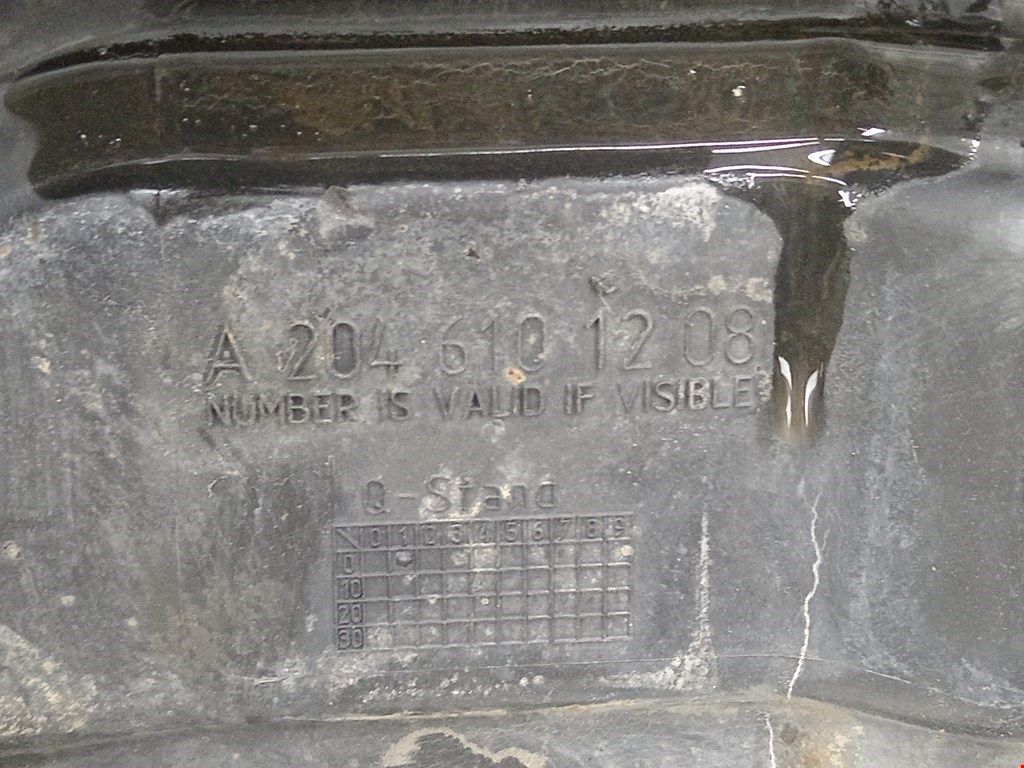 A 204 610 12 08
NUMBER IS VALID IF VISIBLE
Q-Stand
0 1 2 3 4 5 6 7 8 9
0
10
20
30